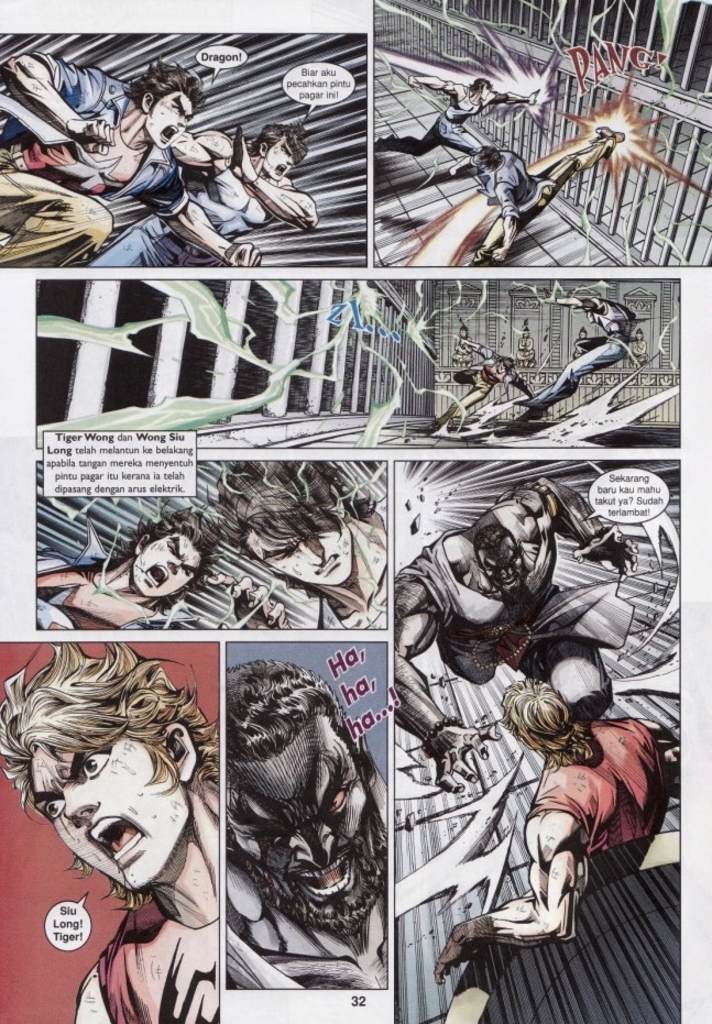 Dragon!
Biar aku
pecahkan pintu
pagar ini!
PANG!
ZX...
Tiger Wong dan Wong Siu
Long telah melantun ke belakang
apabila tangan mereka menyentuh
pintu pagar itu kerana ia telah
dipasang dengan arus elektrik.
Sekarang
baru kau mahu
takut ya? Sudah
terlambat!
Siu
Long!
Tiger!
Ha,
ha,
ha...!
32